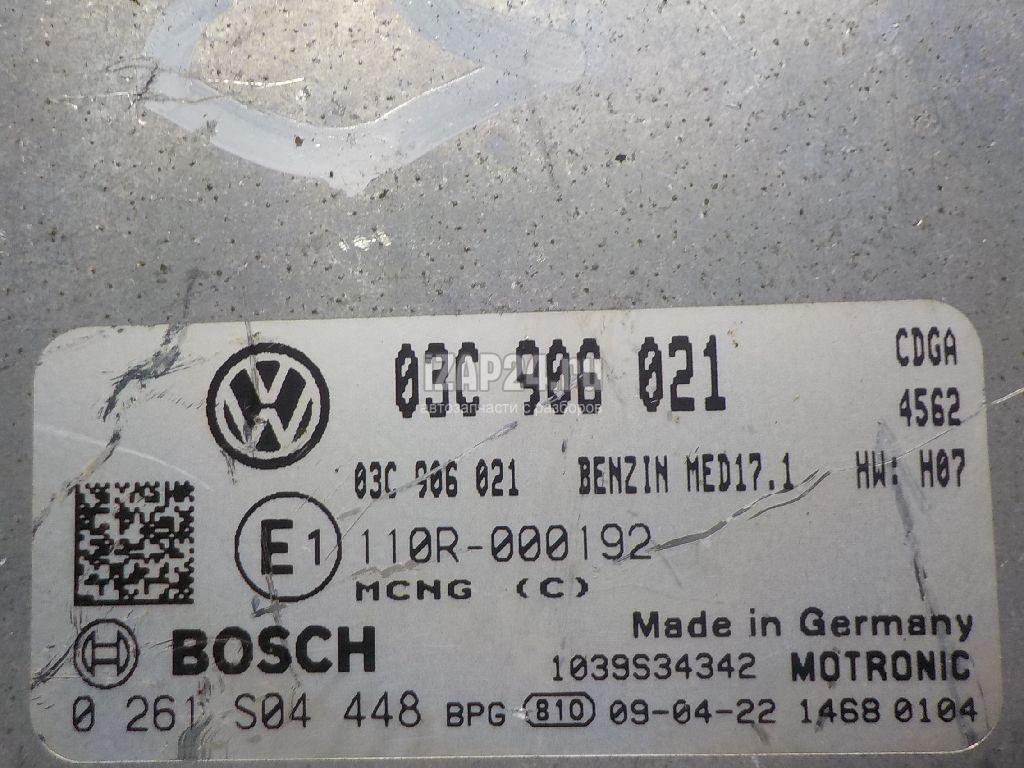 03C 906 021 CDGA
4562
03C 906 021 BENZIN MED17.1 HW: H07
E1 110R-000192
MCNG (C)
Made in Germany
BOSCH 1039S34342 MOTRONIC
0 261 S04 448 BPG 810 09-04-22 1468 0104
автозапчасти с разборов